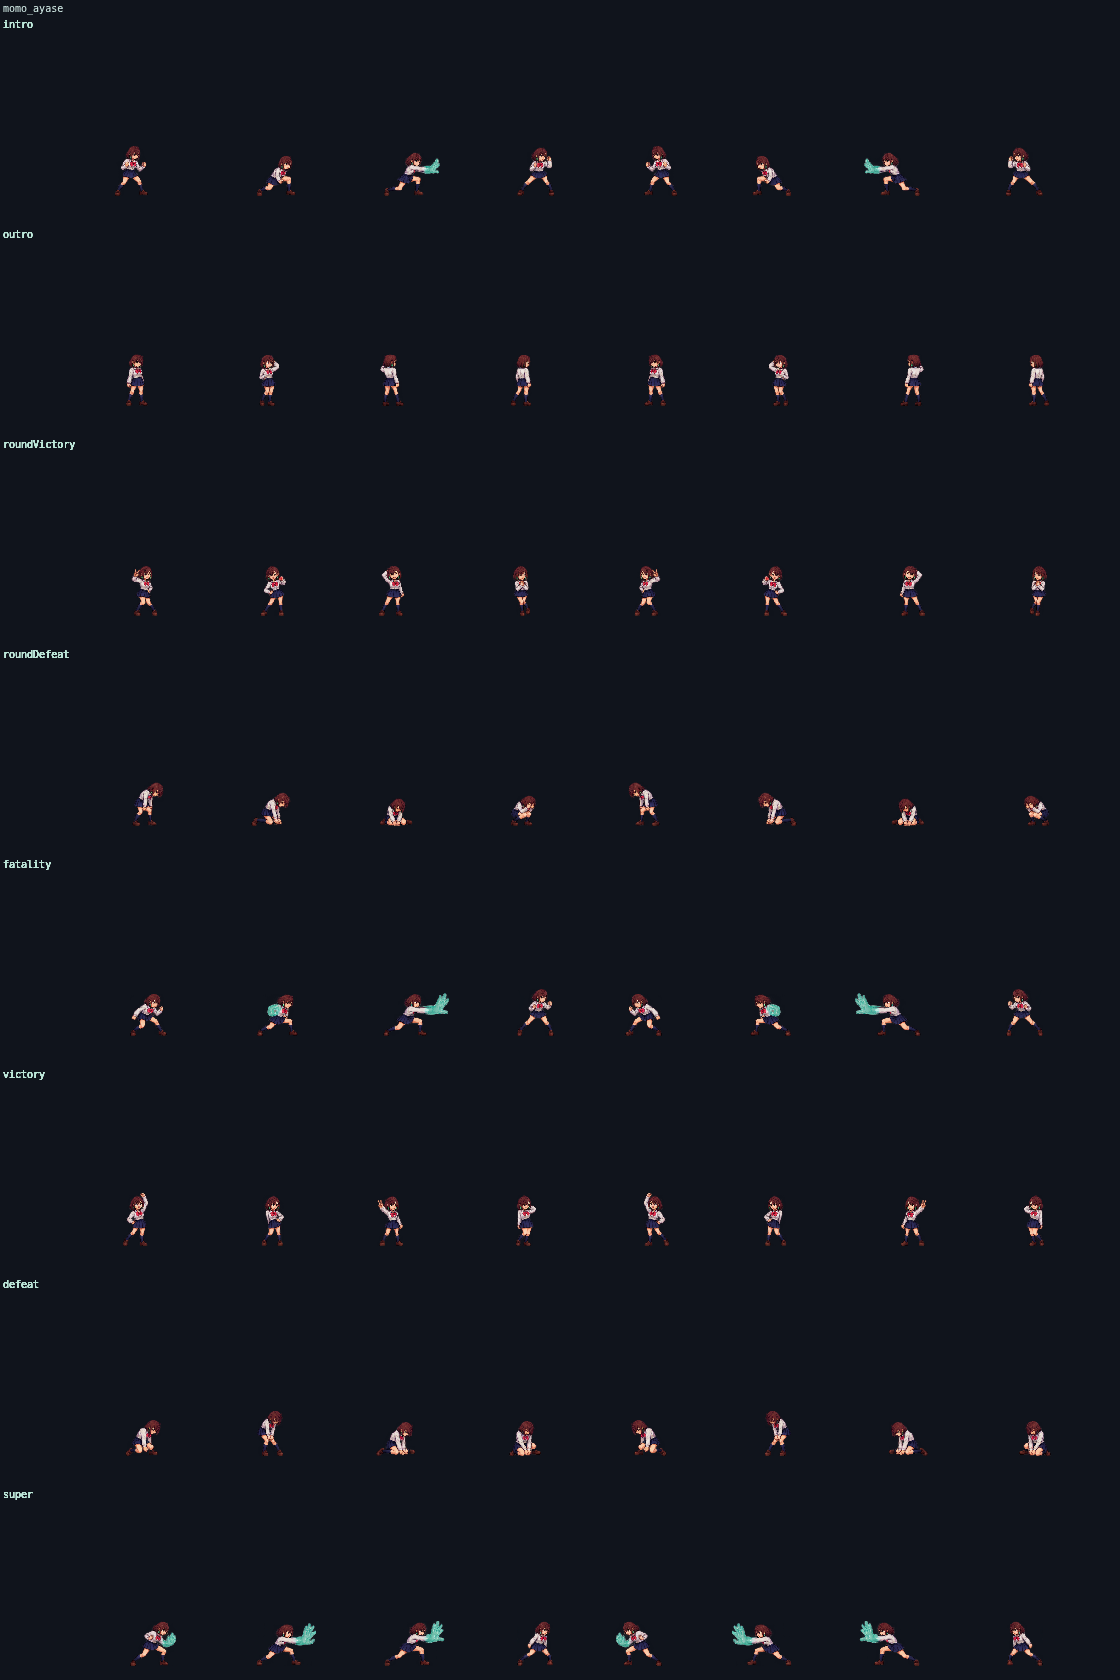 momo_ayase
intro
outro
roundVictory
roundDefeat
fatality
victory
defeat
super